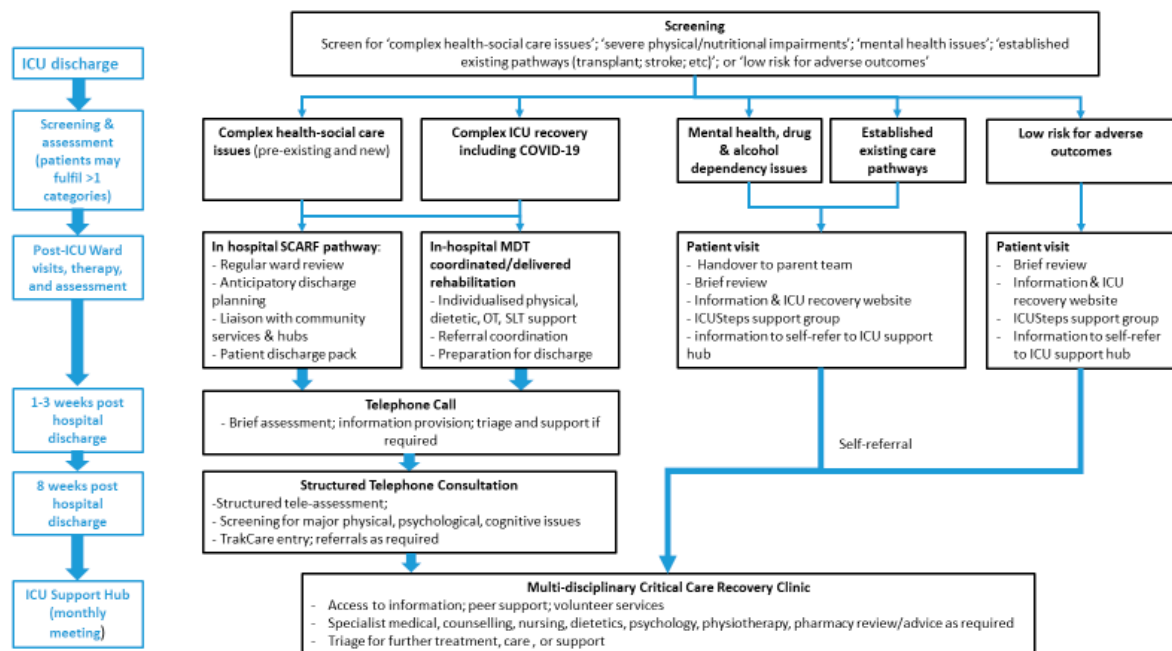 Screening
Screen for ‘complex health-social care issues’; ‘severe physical/nutritional impairments’; ‘mental health issues’; ‘established
existing pathways (transplant; stroke; etc)’; or ‘low risk for adverse outcomes’
ICU discharge
Screening &
assessment
(patients may
fulfil >1
categories)
Post-ICU Ward
visits, therapy,
and assessment
1-3 weeks post
hospital
discharge
8 weeks post
hospital
discharge
ICU Support Hub
(monthly
meeting)
Complex health-social care
issues (pre-existing and new)
Complex ICU recovery
including COVID-19
Mental health, drug
& alcohol
dependency issues
Established
existing care
pathways
Low risk for adverse
outcomes
In hospital SCARF pathway:
- Regular ward review
- Anticipatory discharge
planning
- Liaison with community
services & hubs
- Patient discharge pack
In-hospital MDT
coordinated/delivered
rehabilitation
- Individualised physical,
dietetic, OT, SLT support
- Referral coordination
- Preparation for discharge
Patient visit
- Handover to parent team
- Brief review
- Information & ICU recovery website
- ICUSteps support group
- information to self-refer to ICU support
hub
Patient visit
- Brief review
- Information & ICU
recovery website
- ICUSteps support group
- Information to self-refer
to ICU support hub
Telephone Call
- Brief assessment; information provision; triage and support if
required
Self-referral
Structured Telephone Consultation
-Structured tele-assessment;
- Screening for major physical, psychological, cognitive issues
- TrakCare entry; referrals as required
Multi-disciplinary Critical Care Recovery Clinic
- Access to information; peer support; volunteer services
- Specialist medical, counselling, nursing, dietetics, psychology, physiotherapy, pharmacy review/advice as required
- Triage for further treatment, care , or support